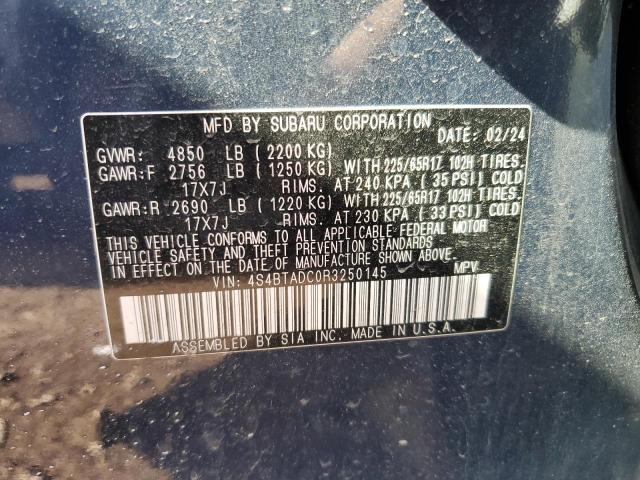 MFD BY SUBARU CORPORATION
DATE: 02/24
GVWR: 4850 LB (2200 KG)
GAWR:F 2756 LB (1250 KG) WITH 225/65R17 102H TIRES.
17X7J RIMS. AT 240 KPA (35 PSI) COLD
GAWR:R 2690 LB (1220 KG) WITH 225/65R17 102H TIRES.
17X7J RIMS. AT 230 KPA (33 PSI) COLD
THIS VEHICLE CONFORMS TO ALL APPLICABLE FEDERAL MOTOR
VEHICLE SAFETY AND THEFT PREVENTION STANDARDS
IN EFFECT ON THE DATE OF MANUFACTURE SHOWN ABOVE.
VIN: 4S4BTADC0R3250145 MPV
ASSEMBLED BY SIA INC. MADE IN U.S.A.